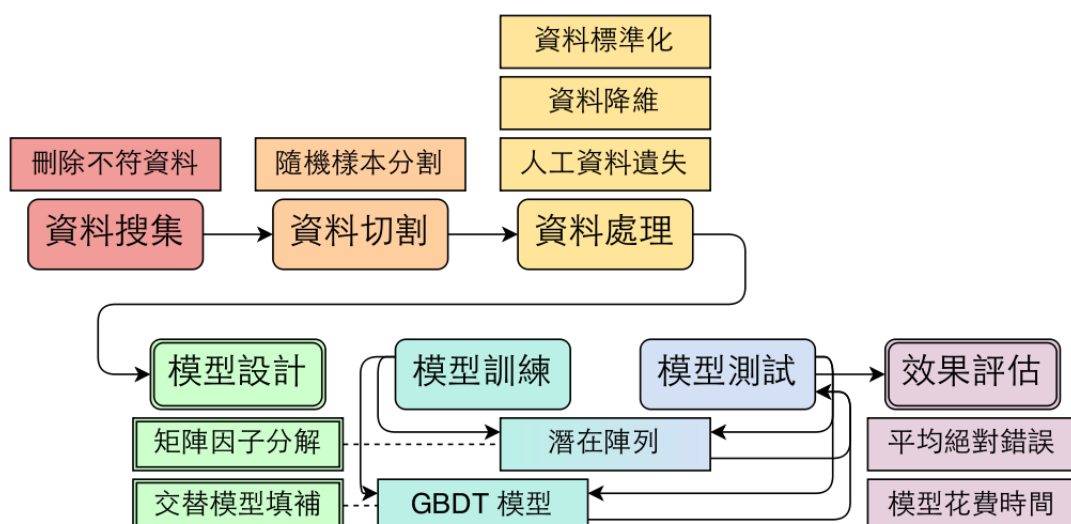 資料標準化
資料降維
刪除不符資料
隨機樣本分割
人工資料遺失
資料搜集
資料切割
資料處理
模型設計
模型訓練
模型測試
效果評估
矩陣因子分解
潛在陣列
平均絕對錯誤
交替模型填補
GBDT 模型
模型花費時間